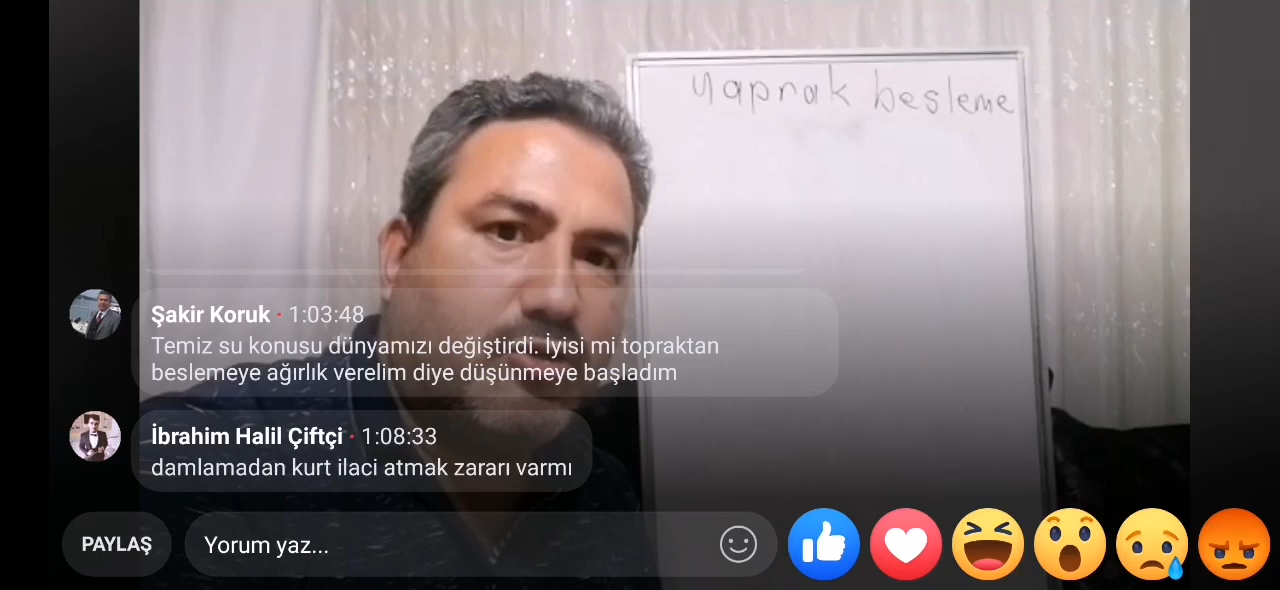 yaprak besleme
Şakir Koruk • 1:03:48
Temiz su konusu dünyamızı değiştirdi. İyisi mi topraktan
beslemeye ağırlık verelim diye düşünmeye başladım
İbrahim Halil Çiftçi • 1:08:33
damlamadan kurt ilaci atmak zararı varmı
PAYLAŞ
Yorum yaz...